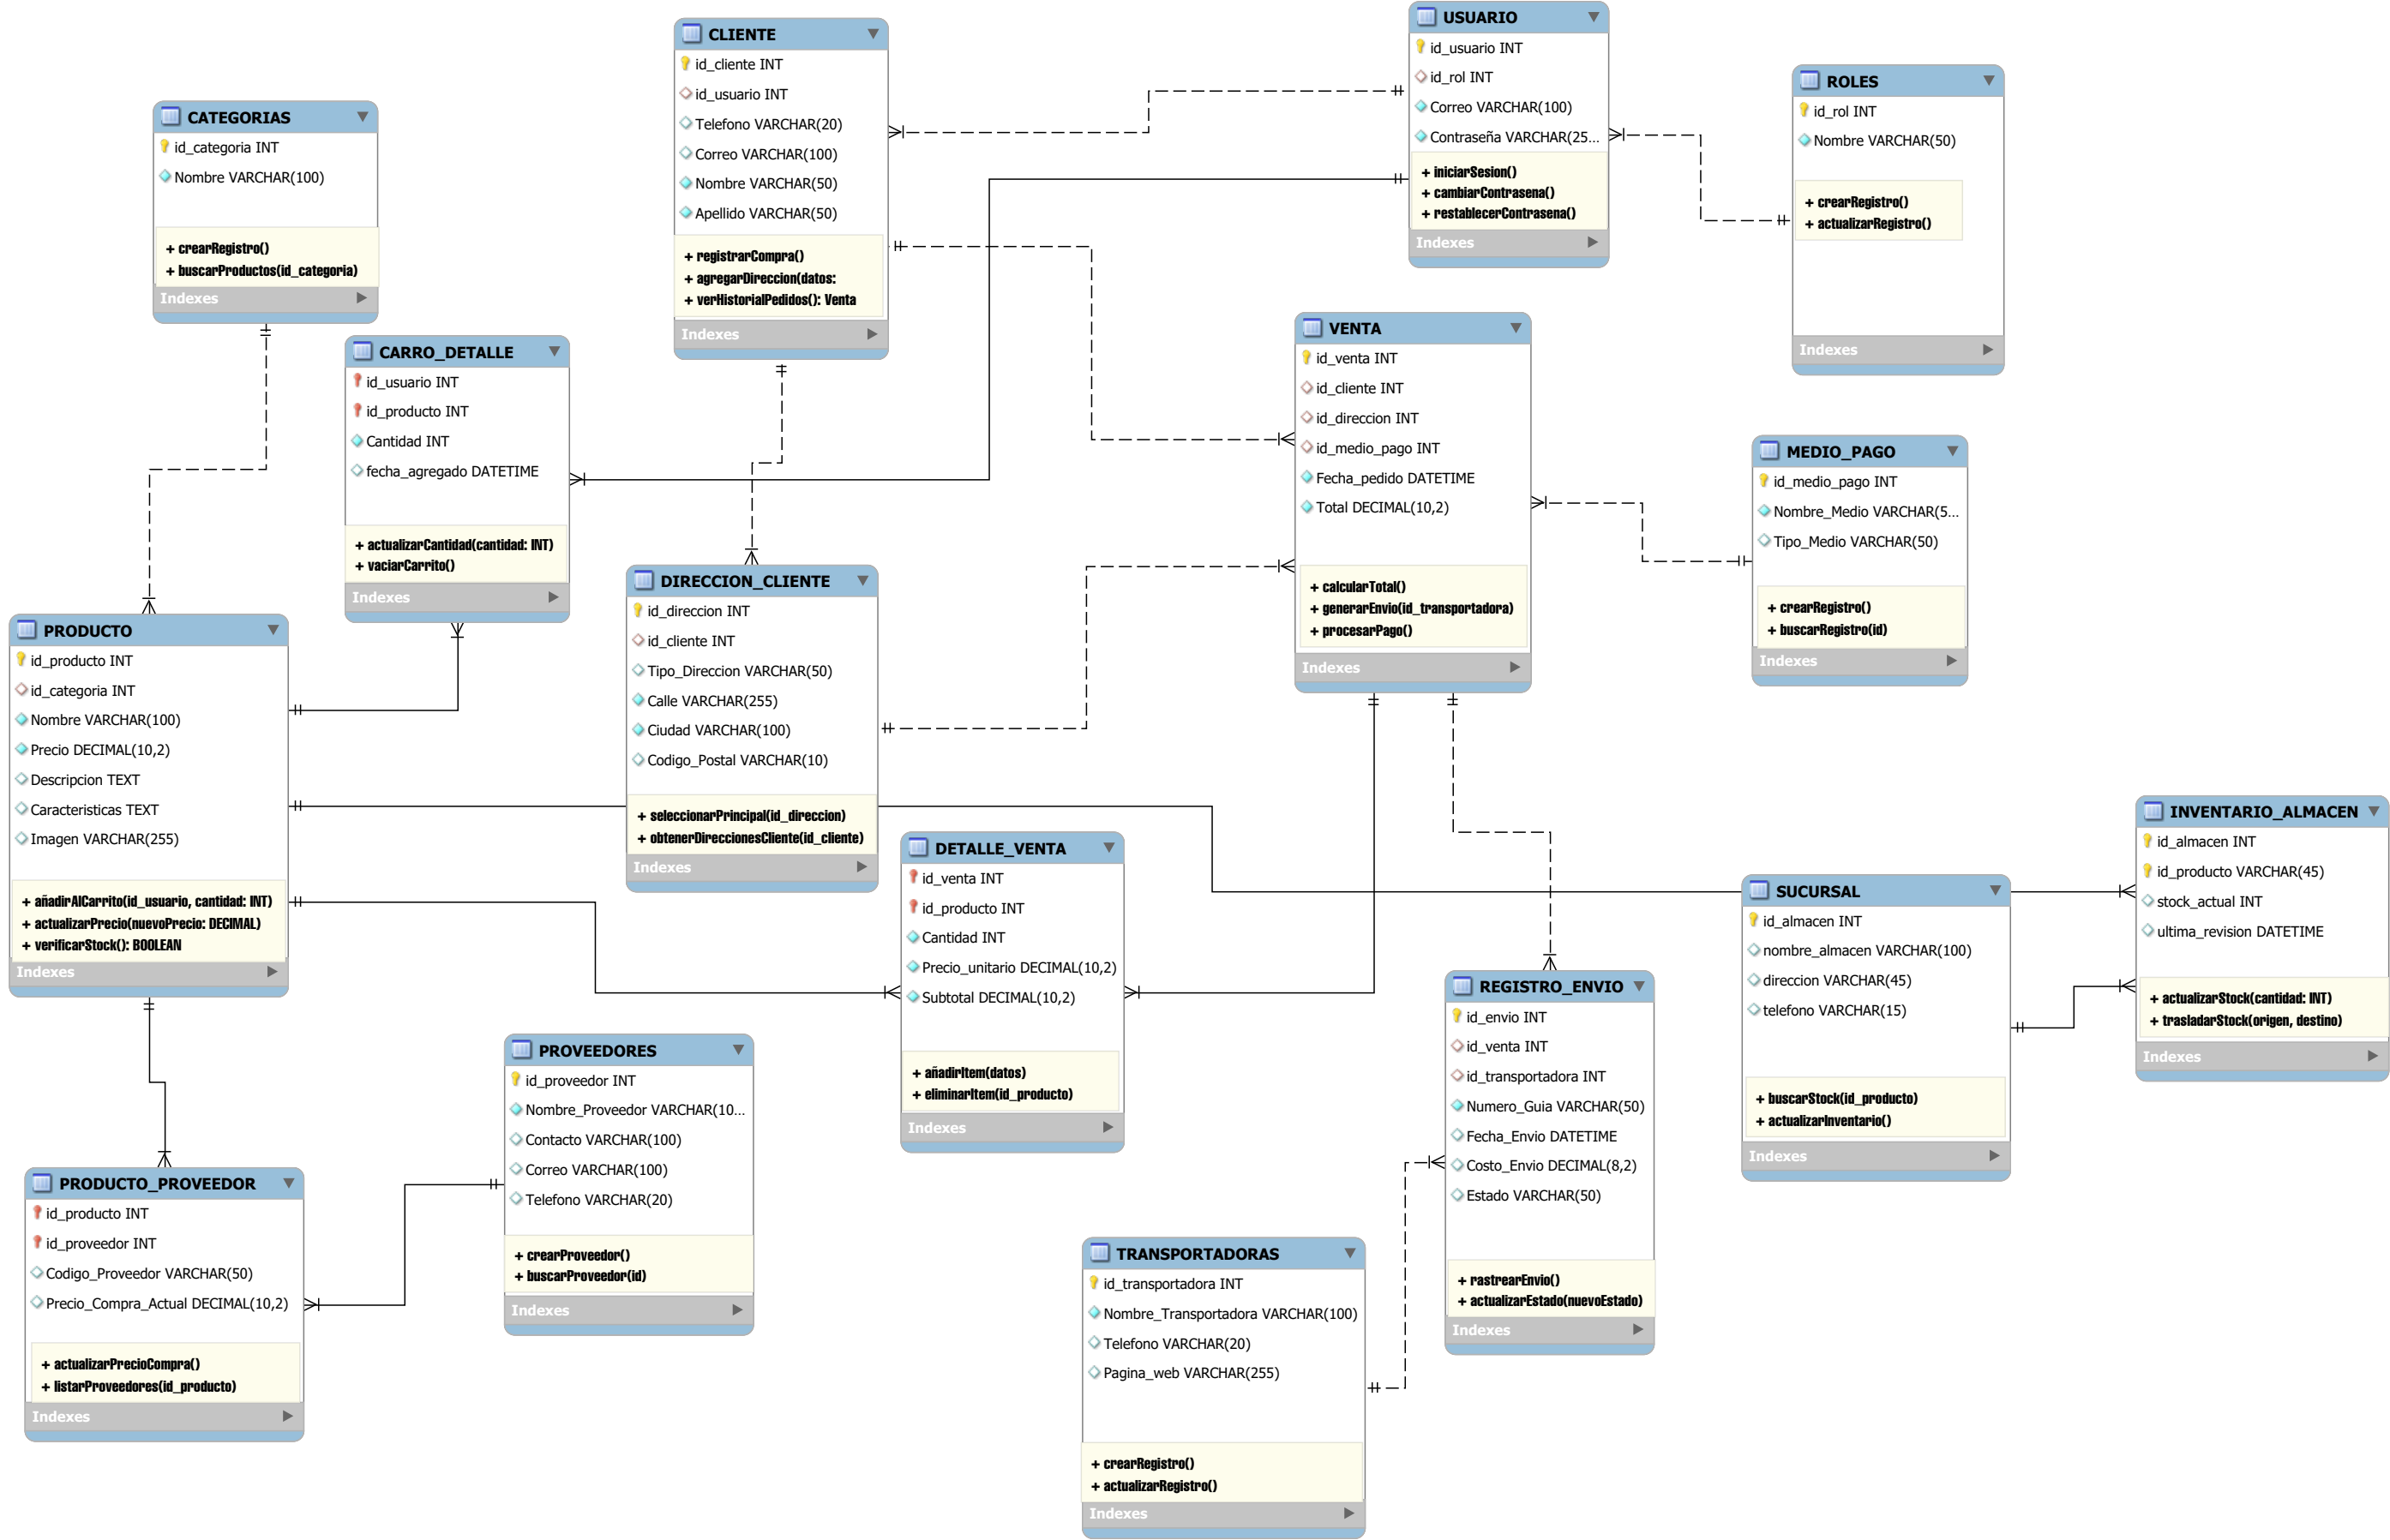 CATEGORIAS
id_categoria INT
Nombre VARCHAR(100)
+ crearRegistro()
+ buscarProductos(id_categoria)
Indexes
CLIENTE
id_cliente INT
id_usuario INT
Telefono VARCHAR(20)
Correo VARCHAR(100)
Nombre VARCHAR(50)
Apellido VARCHAR(50)
+ registrarCompra()
+ agregarDireccion(datos:
+ verHistorialPedidos(): Venta
Indexes
USUARIO
id_usuario INT
id_rol INT
Correo VARCHAR(100)
Contraseña VARCHAR(25...
+ iniciarSesion()
+ cambiarContrasena()
+ restablecerContrasena()
Indexes
ROLES
id_rol INT
Nombre VARCHAR(50)
+ crearRegistro()
+ actualizarRegistro()
Indexes
CARRO_DETALLE
id_usuario INT
id_producto INT
Cantidad INT
fecha_agregado DATETIME
+ actualizarCantidad(cantidad: INT)
+ vaciarCarrito()
Indexes
VENTA
id_venta INT
id_cliente INT
id_direccion INT
id_medio_pago INT
Fecha_pedido DATETIME
Total DECIMAL(10,2)
+ calcularTotal()
+ generarEnvio(id_transportadora)
+ procesarPago()
Indexes
MEDIO_PAGO
id_medio_pago INT
Nombre_Medio VARCHAR(5...
Tipo_Medio VARCHAR(50)
+ crearRegistro()
+ buscarRegistro(id)
Indexes
PRODUCTO
id_producto INT
id_categoria INT
Nombre VARCHAR(100)
Precio DECIMAL(10,2)
Descripcion TEXT
Caracteristicas TEXT
Imagen VARCHAR(255)
+ añadirAlCarrito(id_usuario, cantidad: INT)
+ actualizarPrecio(nuevoPrecio: DECIMAL)
+ verificarStock(): BOOLEAN
Indexes
DIRECCION_CLIENTE
id_direccion INT
id_cliente INT
Tipo_Direccion VARCHAR(50)
Calle VARCHAR(255)
Ciudad VARCHAR(100)
Codigo_Postal VARCHAR(10)
+ seleccionarPrincipal(id_direccion)
+ obtenerDireccionesCliente(id_cliente)
Indexes
DETALLE_VENTA
id_venta INT
id_producto INT
Cantidad INT
Precio_unitario DECIMAL(10,2)
Subtotal DECIMAL(10,2)
+ añadirItem(datos)
+ eliminarItem(id_producto)
Indexes
INVENTARIO_ALMACEN
id_almacen INT
id_producto VARCHAR(45)
stock_actual INT
ultima_revision DATETIME
+ actualizarStock(cantidad: INT)
+ trasladarStock(origen, destino)
Indexes
SUCURSAL
id_almacen INT
nombre_almacen VARCHAR(100)
direccion VARCHAR(45)
telefono VARCHAR(15)
+ buscarStock(id_producto)
+ actualizarInventario()
Indexes
REGISTRO_ENVIO
id_envio INT
id_venta INT
id_transportadora INT
Numero_Guia VARCHAR(50)
Fecha_Envio DATETIME
Costo_Envio DECIMAL(8,2)
Estado VARCHAR(50)
+ rastrearEnvio()
+ actualizarEstado(nuevoEstado)
Indexes
PROVEEDORES
id_proveedor INT
Nombre_Proveedor VARCHAR(10...
Contacto VARCHAR(100)
Correo VARCHAR(100)
Telefono VARCHAR(20)
+ crearProveedor()
+ buscarProveedor(id)
Indexes
PRODUCTO_PROVEEDOR
id_producto INT
id_proveedor INT
Codigo_Proveedor VARCHAR(50)
Precio_Compra_Actual DECIMAL(10,2)
+ actualizarPrecioCompra()
+ listarProveedores(id_producto)
Indexes
TRANSPORTADORAS
id_transportadora INT
Nombre_Transportadora VARCHAR(100)
Telefono VARCHAR(20)
Pagina_web VARCHAR(255)
+ crearRegistro()
+ actualizarRegistro()
Indexes